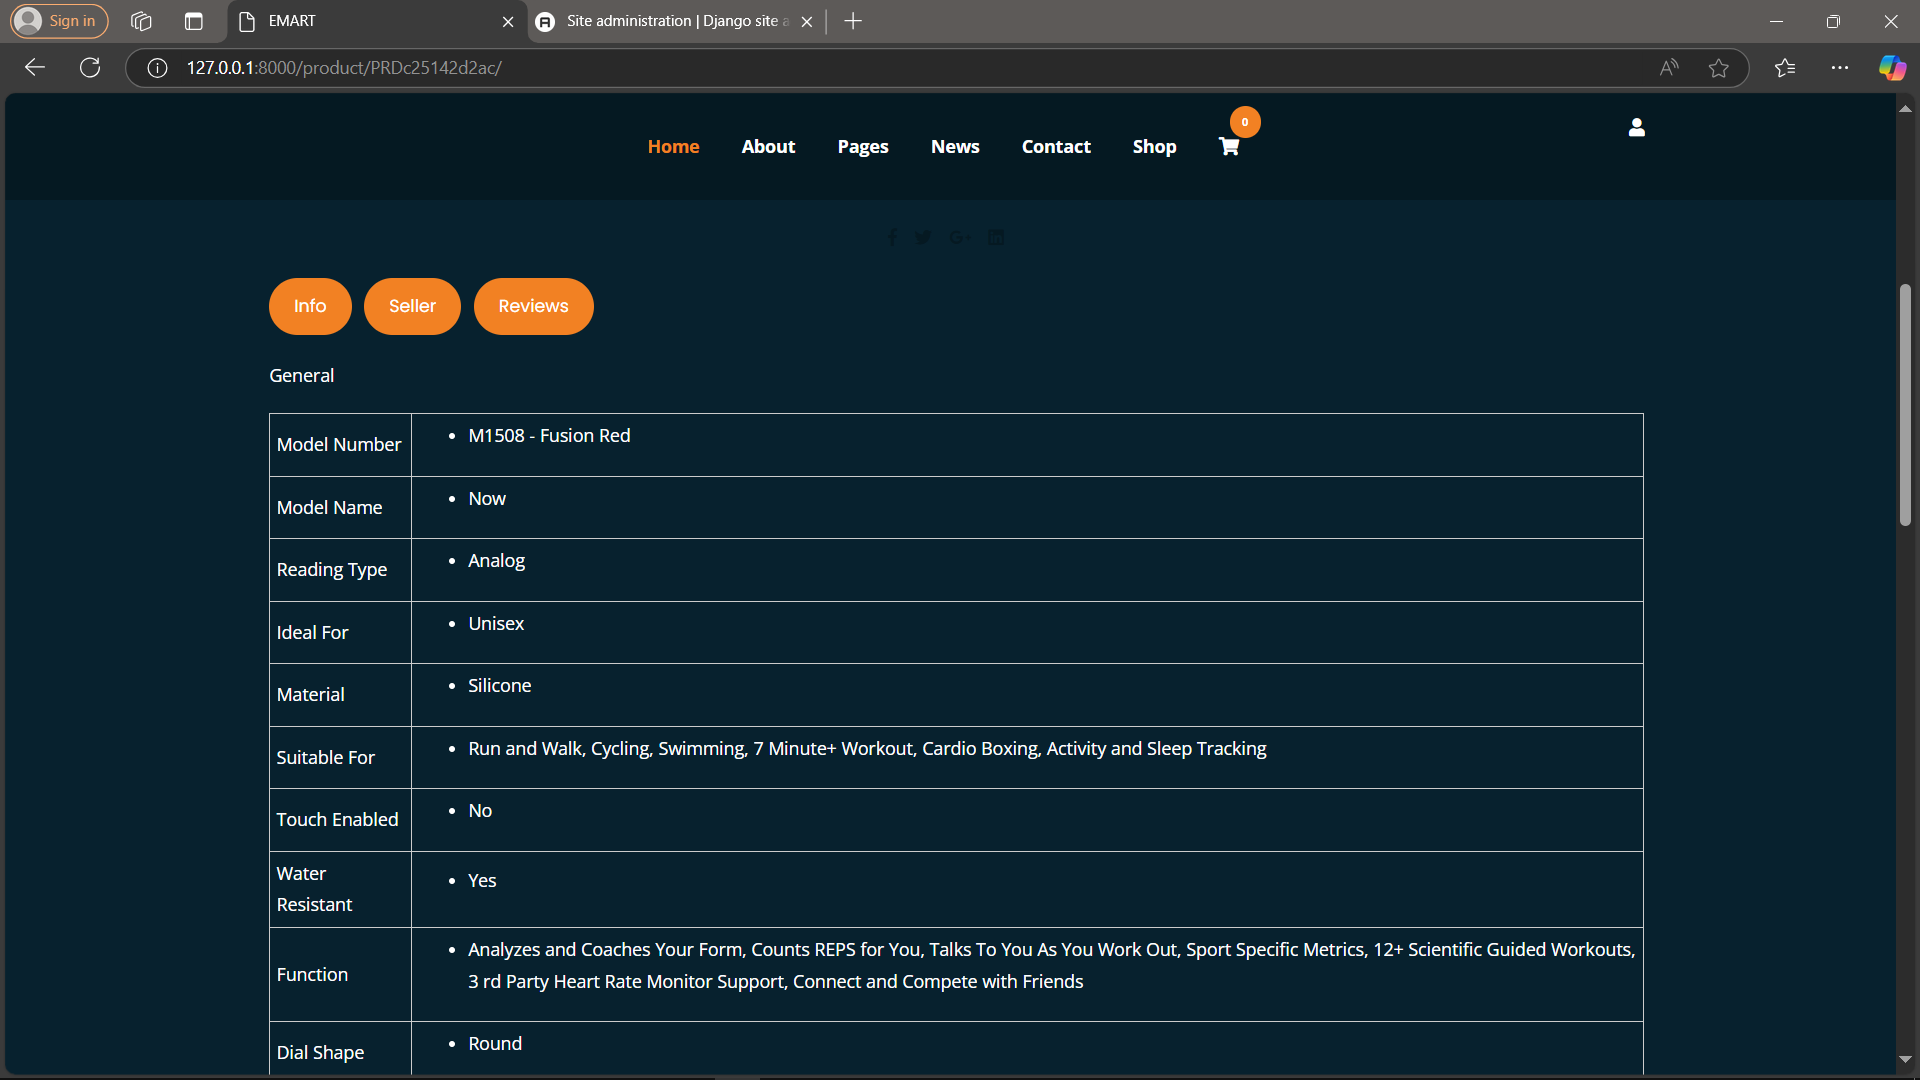 Sign in
EMART
Site administration | Django site a
127.0.0.1:8000/product/PRDc25142d2ac/
0
Home About Pages News Contact Shop
Info Seller Reviews
General
Model Number
M1508 - Fusion Red
Model Name
Now
Reading Type
Analog
Ideal For
Unisex
Material
Silicone
Suitable For
Run and Walk, Cycling, Swimming, 7 Minute+ Workout, Cardio Boxing, Activity and Sleep Tracking
Touch Enabled
No
Water
Resistant
Yes
Function
Analyzes and Coaches Your Form, Counts REPS for You, Talks To You As You Work Out, Sport Specific Metrics, 12+ Scientific Guided Workouts,
3 rd Party Heart Rate Monitor Support, Connect and Compete with Friends
Dial Shape
Round